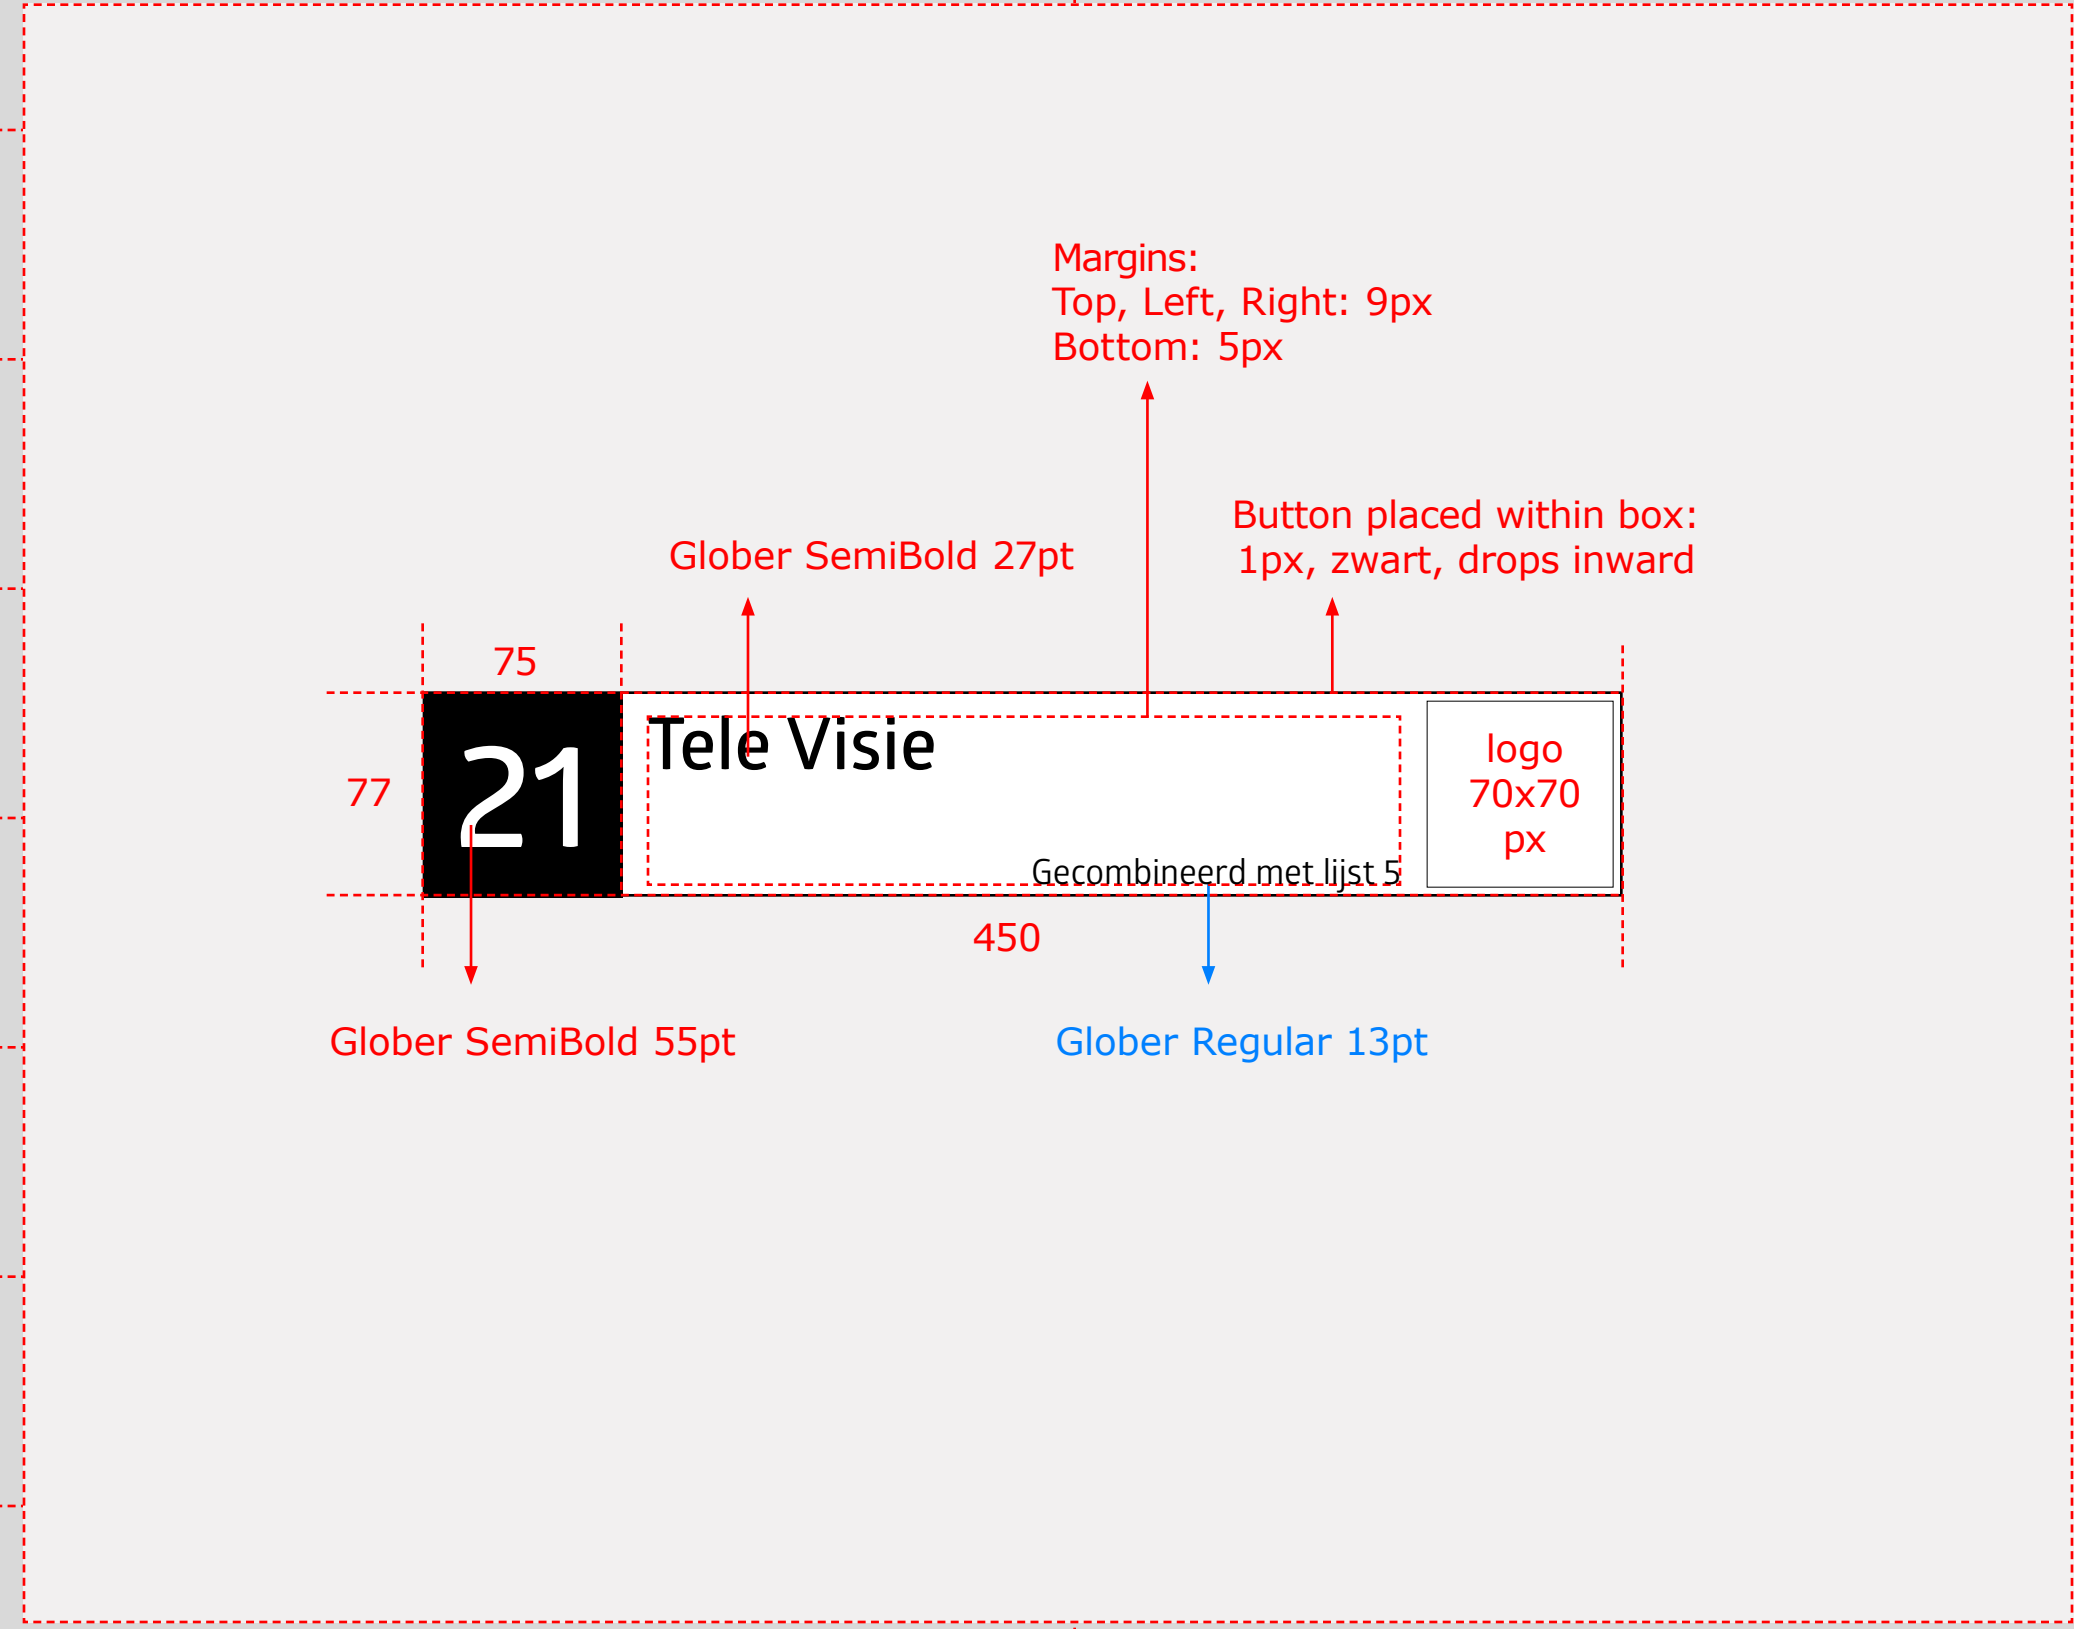 Margins:
Top, Left, Right: 9px
Bottom: 5px
Button placed within box:
1px, zwart, drops inward
Glober SemiBold 27pt
75
77
21
Tele Visie
Gecombineerd met lijst 5
logo
70x70
px
450
Glober SemiBold 55pt
Glober Regular 13pt